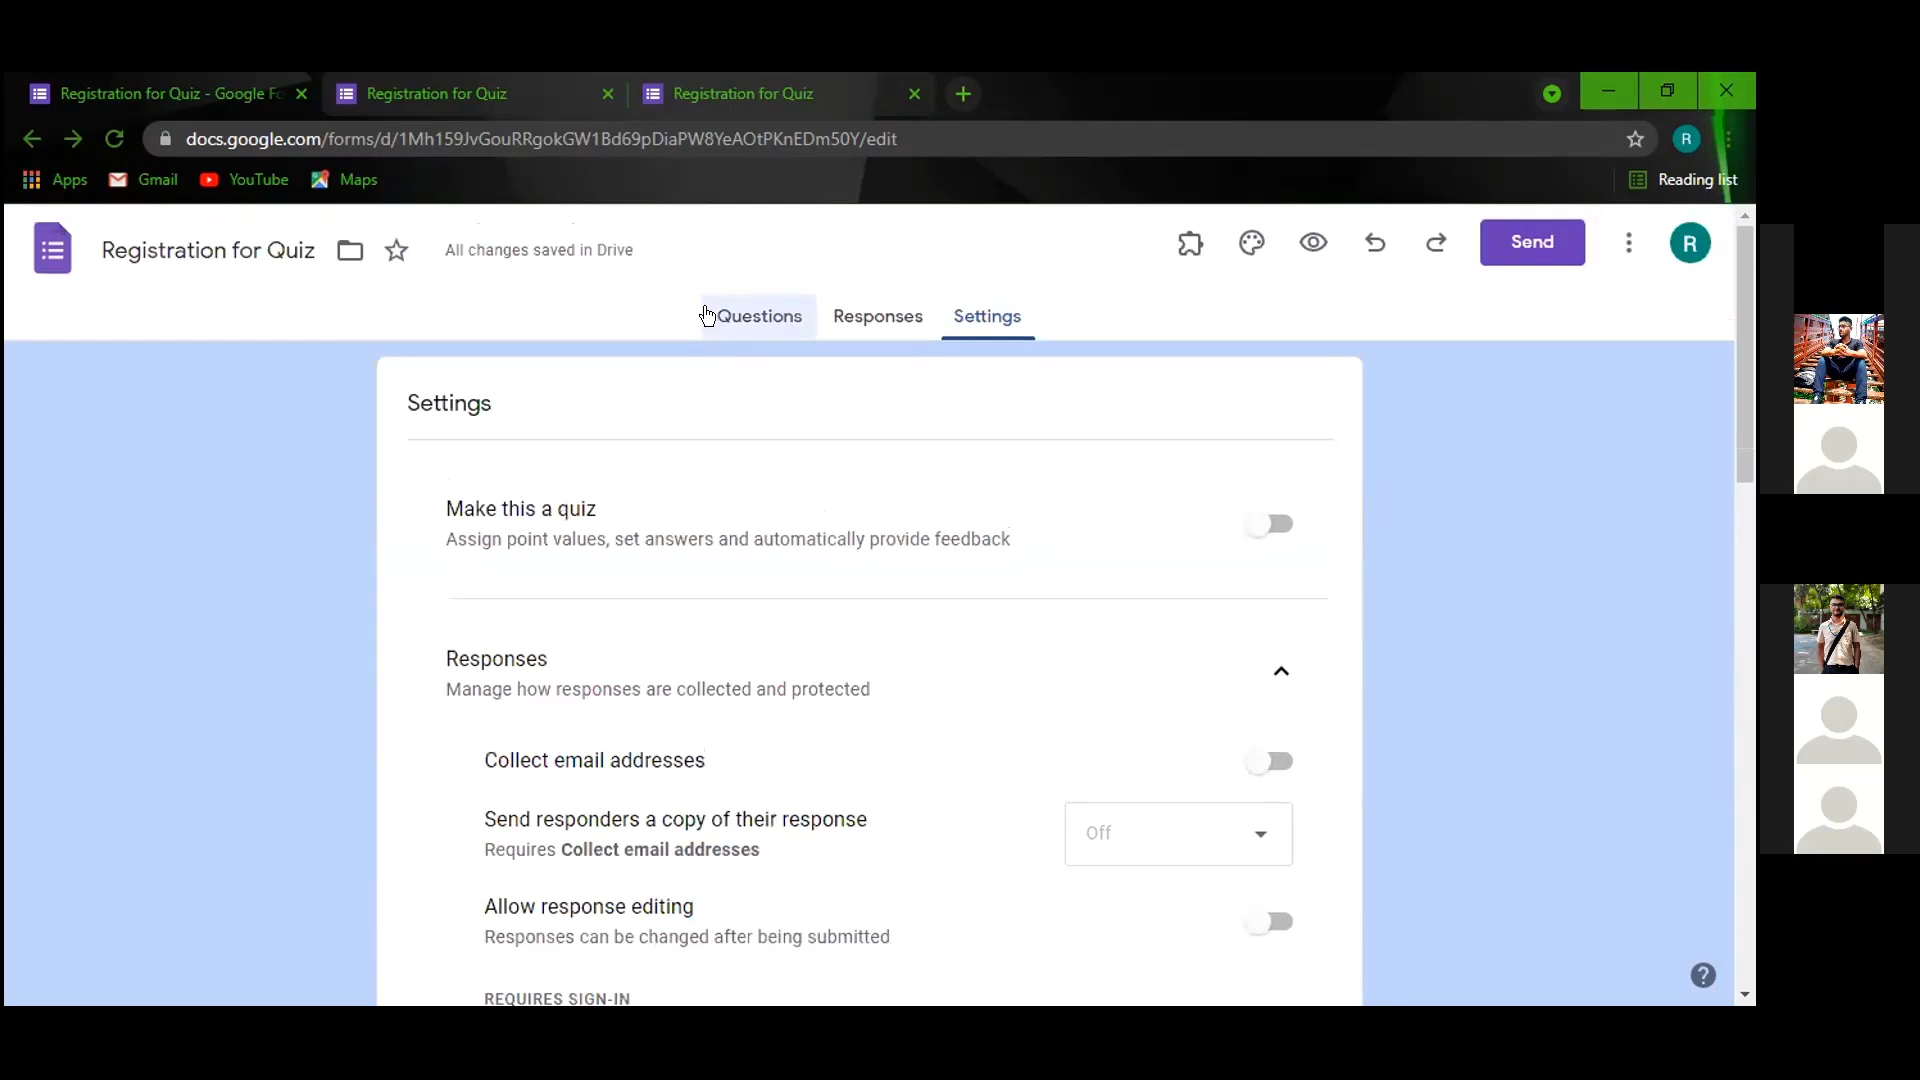 Registration for Quiz - Google Fo
Registration for Quiz
Registration for Quiz
docs.google.com/forms/d/1Mh159JvGouRRgokGW1Bd69pDiaPW8YeAOtPKnEDm50Y/edit
R
Apps
Gmail
YouTube
Maps
Reading list
Registration for Quiz
All changes saved in Drive
Send
R
Questions
Responses
Settings
Settings
Make this a quiz
Assign point values, set answers and automatically provide feedback
Responses
Manage how responses are collected and protected
Collect email addresses
Send responders a copy of their response
Requires Collect email addresses
Off
Allow response editing
Responses can be changed after being submitted
REQUIRES SIGN-IN